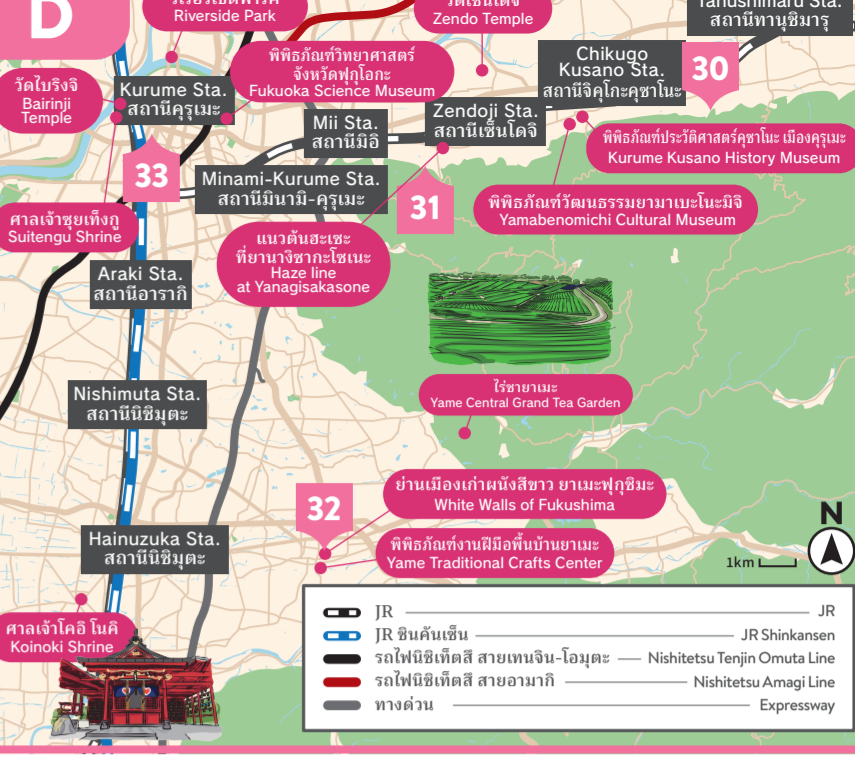 D
Riverside Park
Zendo Temple
Tanushimaru Sta.
สถานีทานุชิมารุ
วัดไบริงจิ
Bairinji
Temple
Kurume Sta.
สถานีคุรุเมะ
พิพิธภัณฑ์วิทยาศาสตร์
จังหวัดฟุกุโอกะ
Fukuoka Science Museum
Chikugo
Kusano Sta.
สถานีจิคุโกะคุซาโนะ
30
Mii Sta.
สถานีมิอิ
Zendoji Sta.
สถานีเซ็นโดจิ
พิพิธภัณฑ์ประวัติศาสตร์คุซาโนะ เมืองคุรุเมะ
Kurume Kusano History Museum
33
Minami-Kurume Sta.
สถานีมินามิ-คุรุเมะ
31
พิพิธภัณฑ์วัฒนธรรมยามาเบะโนะมิจิ
Yamabenomichi Cultural Museum
ศาลเจ้าซุยเท็งกู
Suitengu Shrine
แนวต้นฮะเซะ
ที่ยานางิซากะโซเนะ
Haze line
at Yanagisakasone
Araki Sta.
สถานีอารากิ
Nishimuta Sta.
สถานีนิชิมุตะ
ไร่ชายาเมะ
Yame Central Grand Tea Garden
ย่านเมืองเก่าผนังสีขาว ยาเมะฟุกุชิมะ
White Walls of Fukushima
32
พิพิธภัณฑ์งานฝีมือพื้นบ้านยาเมะ
Yame Traditional Crafts Center
Hainuzuka Sta.
สถานีนิชิมุตะ
N
1km
ศาลเจ้าโคอิ โนคิ
Koinoki Shrine
JR JR
JR ชินคันเซ็น JR Shinkansen
รถไฟนิชิเท็ตสึ สายเทนจิน-โอมุตะ Nishitetsu Tenjin Omuta Line
รถไฟนิชิเท็ตสึ สายอามากิ Nishitetsu Amagi Line
ทางด่วน Expressway